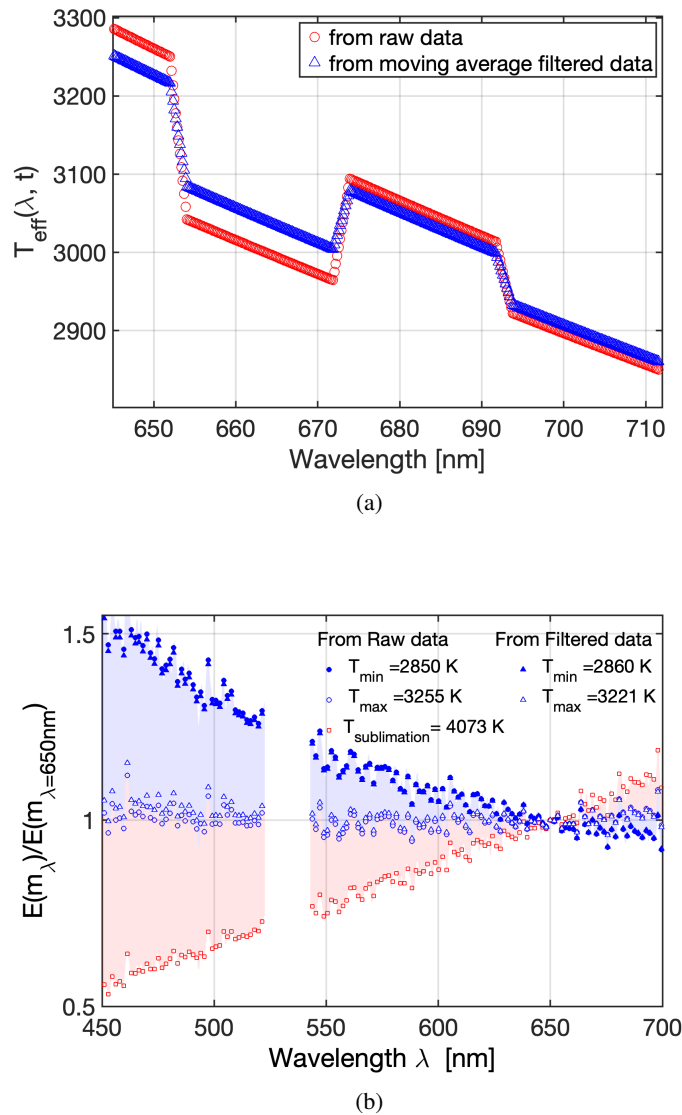 3300
3200
3100
3000
2900
T_eff(λ, t)
from raw data
from moving average filtered data
650 660 670 680 690 700 710
Wavelength [nm]
(a)
1.5
1
0.5
E(m_λ)/E(m_λ=650nm)
From Raw data From Filtered data
T_min =2850 K T_min =2860 K
T_max =3255 K T_max =3221 K
T_sublimation= 4073 K
450 500 550 600 650 700
Wavelength λ [nm]
(b)